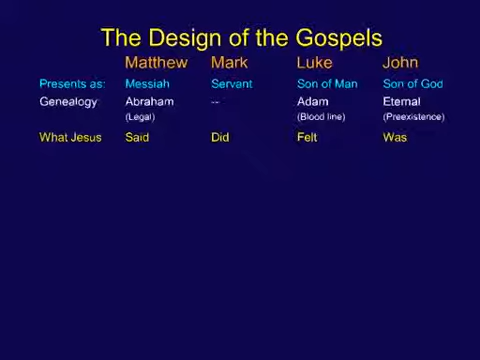 The Design of the Gospels
Matthew Mark Luke John
Presents as: Messiah Servant Son of Man Son of God
Genealogy: Abraham -- Adam Eternal
(Legal) (Blood line) (Preexistence)
What Jesus Said Did Felt Was